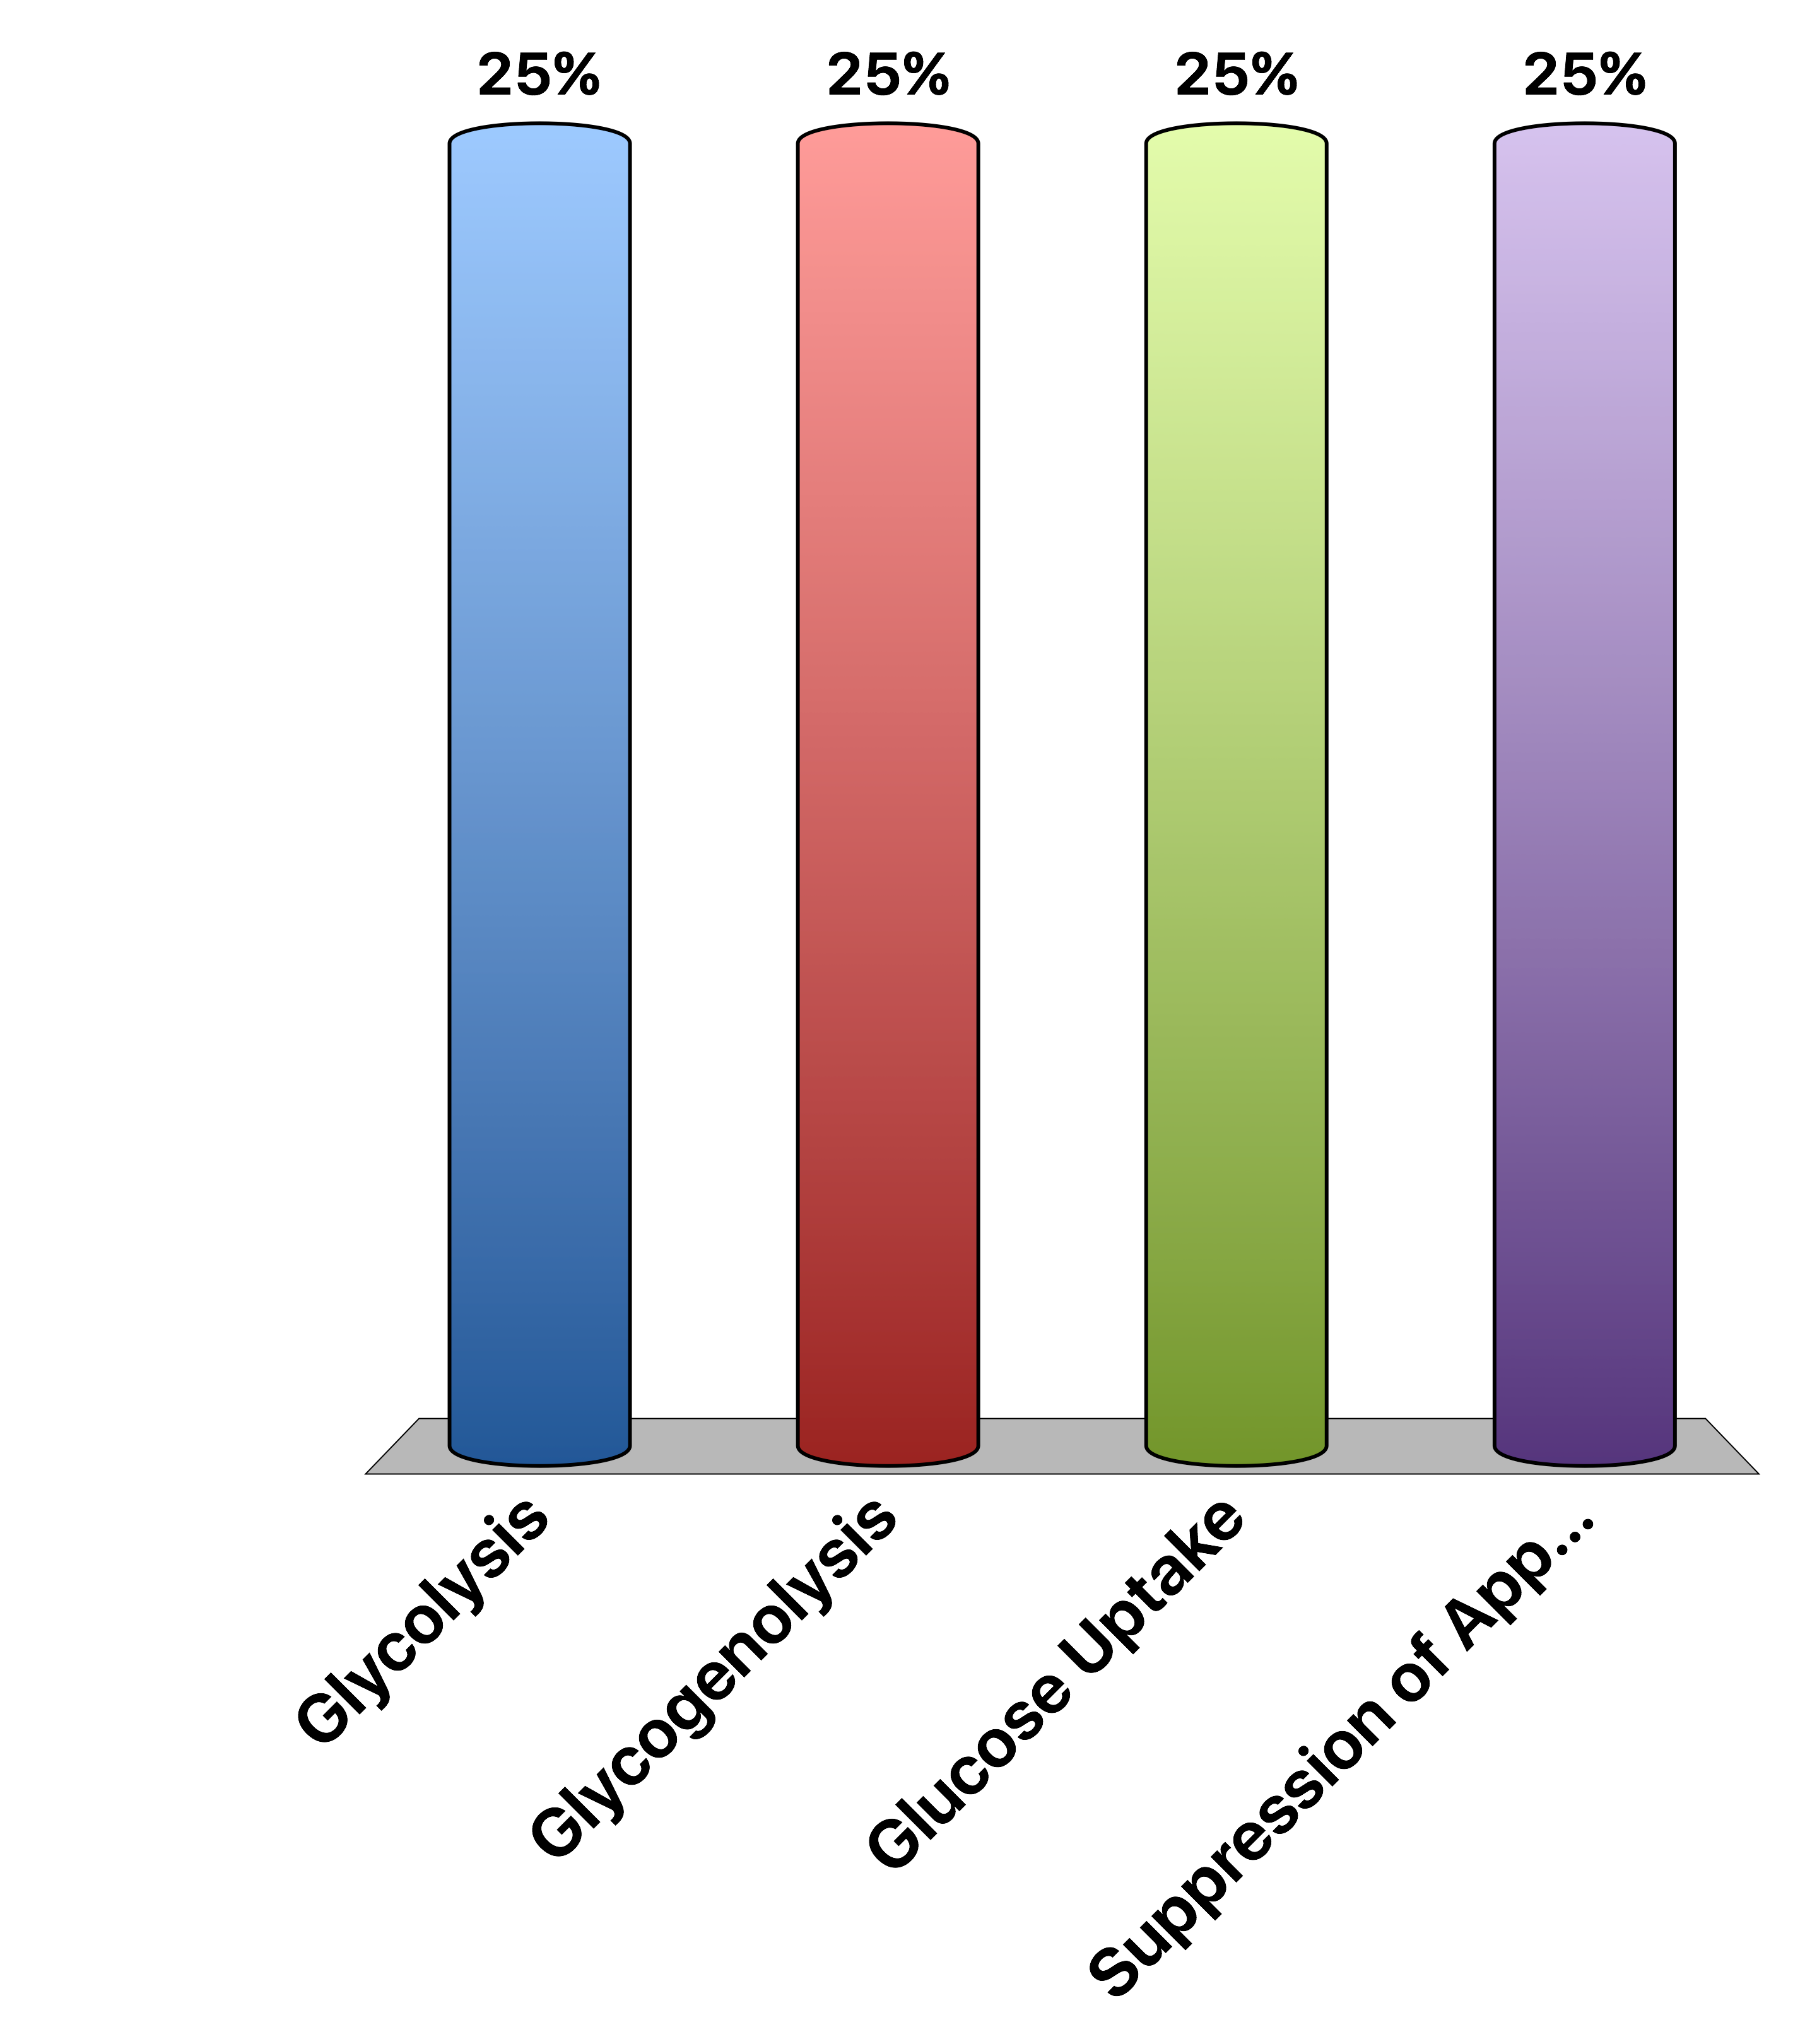 25% 25% 25% 25%
Glycolysis
Glycogenolysis
Glucose Uptake
Suppression of App...